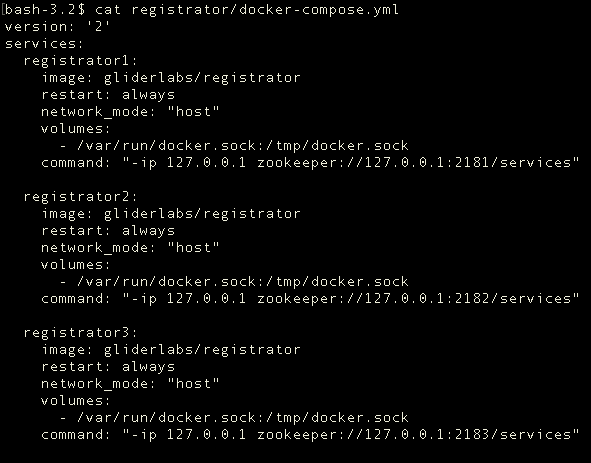 [bash-3.2$ cat registrator/docker-compose.yml
version: '2'
services:
  registrator1:
    image: gliderlabs/registrator
    restart: always
    network_mode: "host"
    volumes:
      - /var/run/docker.sock:/tmp/docker.sock
    command: "-ip 127.0.0.1 zookeeper://127.0.0.1:2181/services"

  registrator2:
    image: gliderlabs/registrator
    restart: always
    network_mode: "host"
    volumes:
      - /var/run/docker.sock:/tmp/docker.sock
    command: "-ip 127.0.0.1 zookeeper://127.0.0.1:2182/services"

  registrator3:
    image: gliderlabs/registrator
    restart: always
    network_mode: "host"
    volumes:
      - /var/run/docker.sock:/tmp/docker.sock
    command: "-ip 127.0.0.1 zookeeper://127.0.0.1:2183/services"